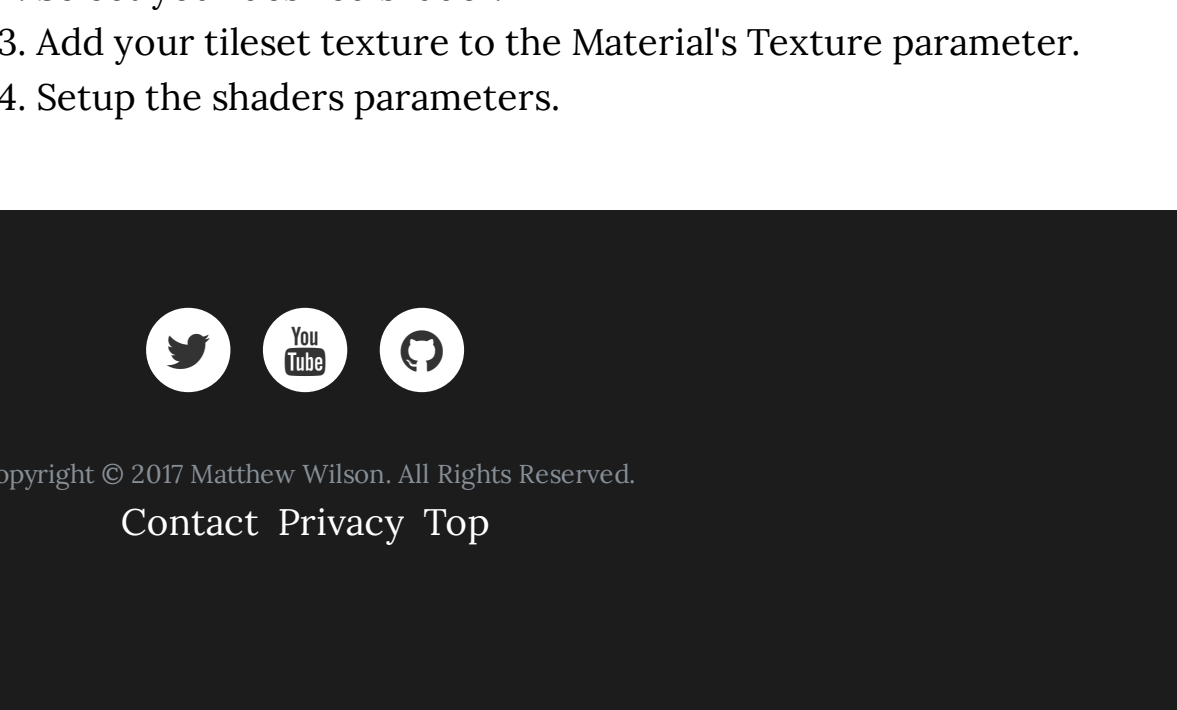 3. Add your tileset texture to the Material's Texture parameter.
4. Setup the shaders parameters.
You
Tube
opyright © 2017 Matthew Wilson. All Rights Reserved.
Contact Privacy Top